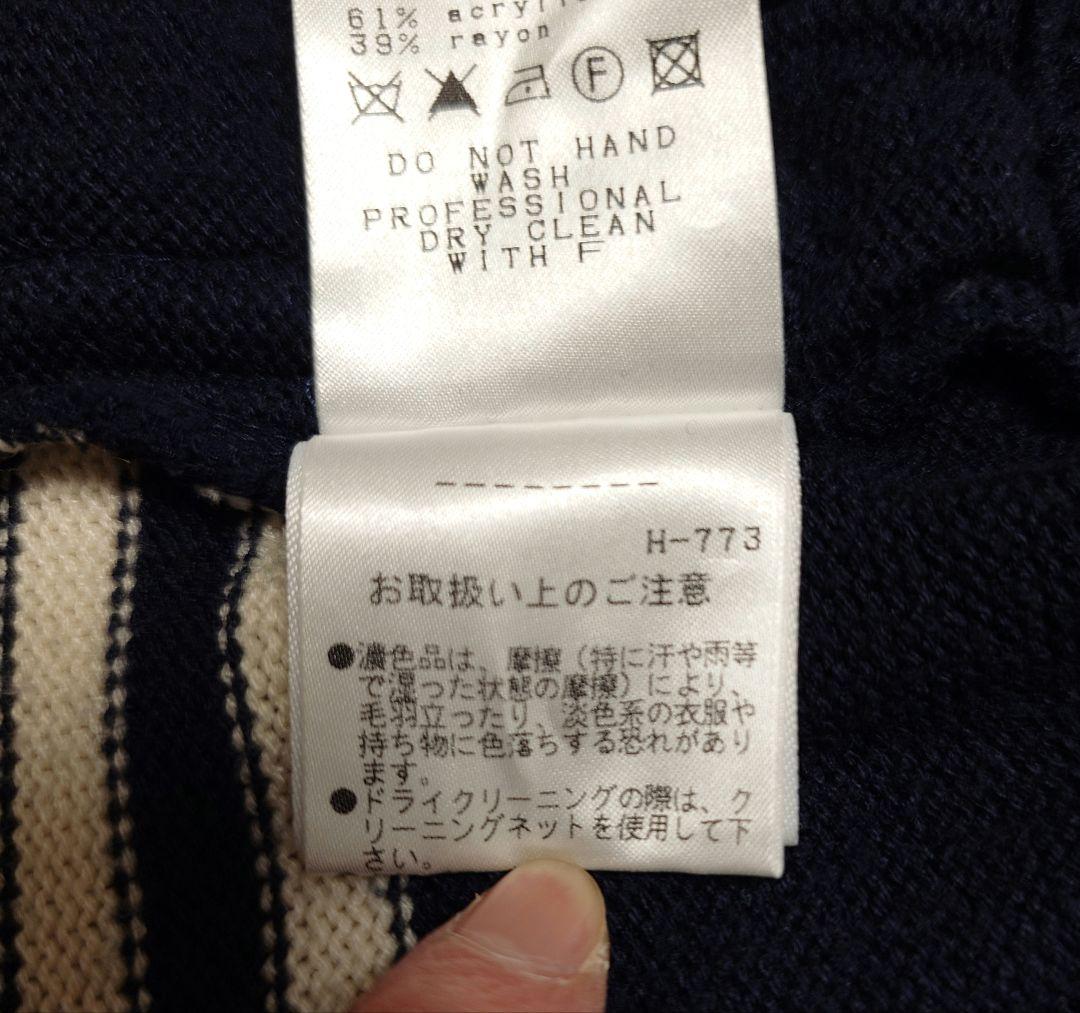 61% acrylic
39% rayon
F
DO NOT HAND
WASH
PROFESSIONAL
DRY CLEAN
WITH F
--------
H-773
お取扱い上のご注意
●濃色品は、摩擦（特に汗や雨等
で湿った状態の摩擦）により、
毛羽立ったり、淡色系の衣服や
持ち物に色落ちする恐れがあり
ます。
●ドライクリーニングの際は、ク
リーニングネットを使用して下
さい。